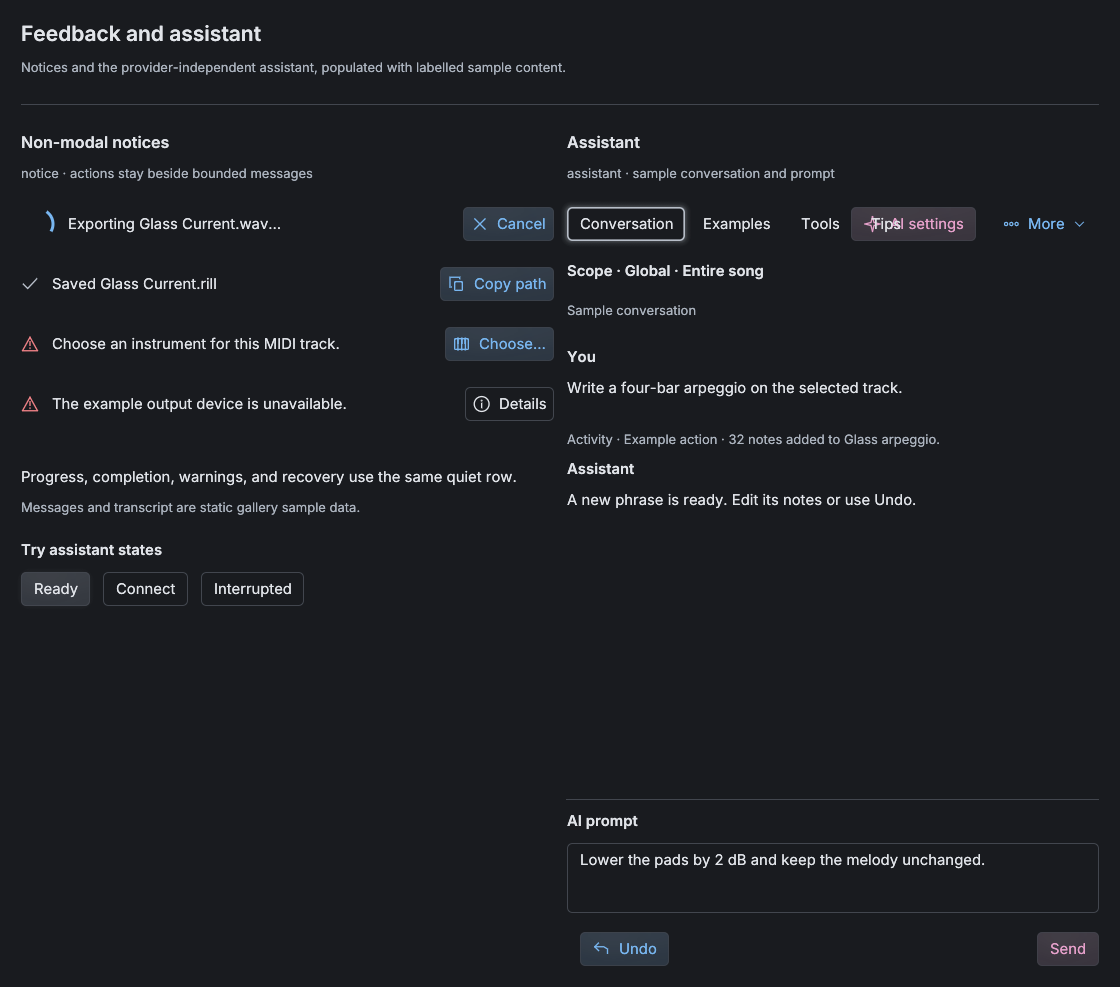 Feedback and assistant
Notices and the provider-independent assistant, populated with labelled sample content.
Non-modal notices
notice · actions stay beside bounded messages
Exporting Glass Current.wav...
Cancel
Saved Glass Current.rill
Copy path
Choose an instrument for this MIDI track.
Choose...
The example output device is unavailable.
Details
Progress, completion, warnings, and recovery use the same quiet row.
Messages and transcript are static gallery sample data.
Try assistant states
Ready
Connect
Interrupted
Assistant
assistant · sample conversation and prompt
Conversation
Examples
Tools
Tips
AI settings
More
Scope · Global · Entire song
Sample conversation
You
Write a four-bar arpeggio on the selected track.
Activity · Example action · 32 notes added to Glass arpeggio.
Assistant
A new phrase is ready. Edit its notes or use Undo.
AI prompt
Lower the pads by 2 dB and keep the melody unchanged.
Undo
Send